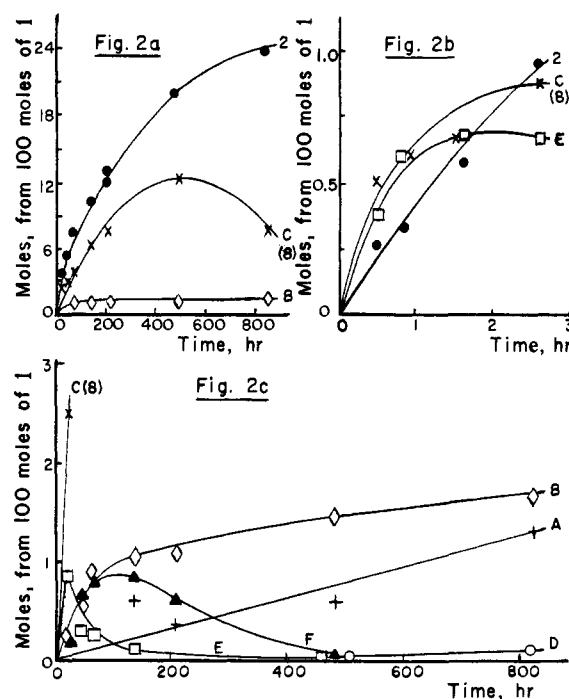 Moles, from 100 moles of 1
24
18
12
6
0
Fig. 2a
2
C
(8)
B
0 200 400 600 800
Time, hr
Moles, from 100 moles of 1
1.0
0.5
0
Fig. 2b
2
C
(8)
E
0 1 2 3
Time, hr
Moles, from 100 moles of 1
3
2
1
0
Fig. 2c
C(8)
B
A
E
F
D
0 200 400 600 800
Time, hr